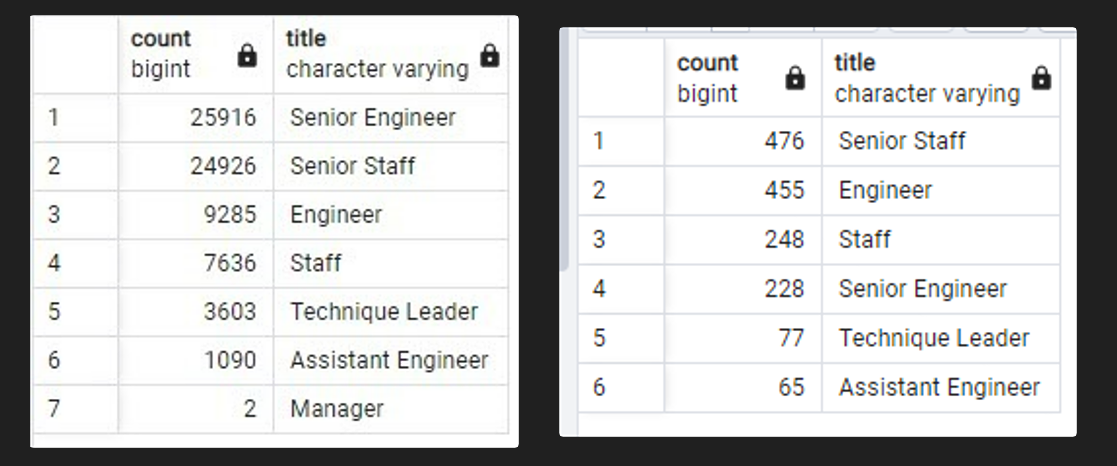 count bigint title character varying
1 25916 Senior Engineer
2 24926 Senior Staff
3 9285 Engineer
4 7636 Staff
5 3603 Technique Leader
6 1090 Assistant Engineer
7 2 Manager
count bigint title character varying
1 476 Senior Staff
2 455 Engineer
3 248 Staff
4 228 Senior Engineer
5 77 Technique Leader
6 65 Assistant Engineer